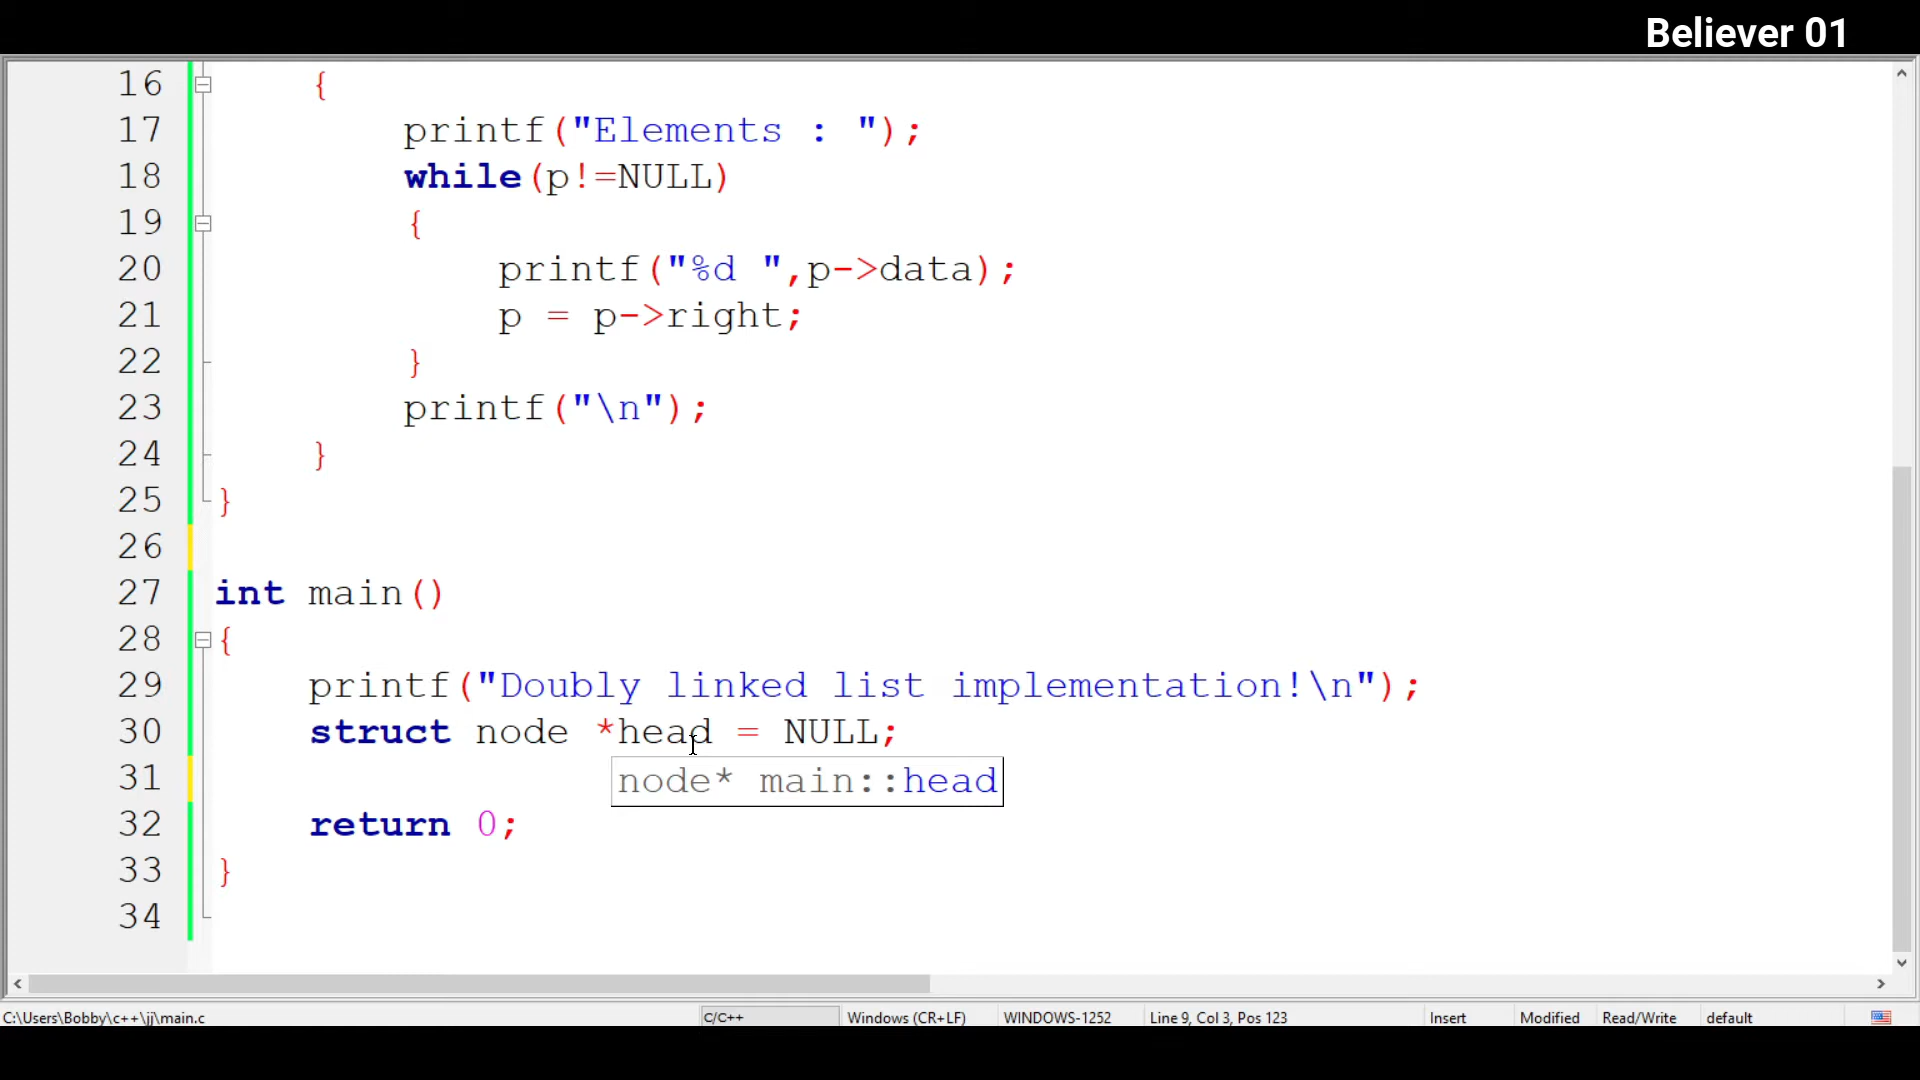 Believer 01
16 {
17 printf("Elements : ");
18 while(p!=NULL)
19 {
20 printf("%d ",p->data);
21 p = p->right;
22 }
23 printf("\n");
24 }
25 }
26
27 int main()
28 {
29 printf("Doubly linked list implementation!\n");
30 struct node *head = NULL;
31 node* main::head
32 return 0;
33 }
34
C:\Users\Bobby\c++\jj\main.c C/C++ Windows (CR+LF) WINDOWS-1252 Line 9, Col 3, Pos 123 Insert Modified Read/Write default